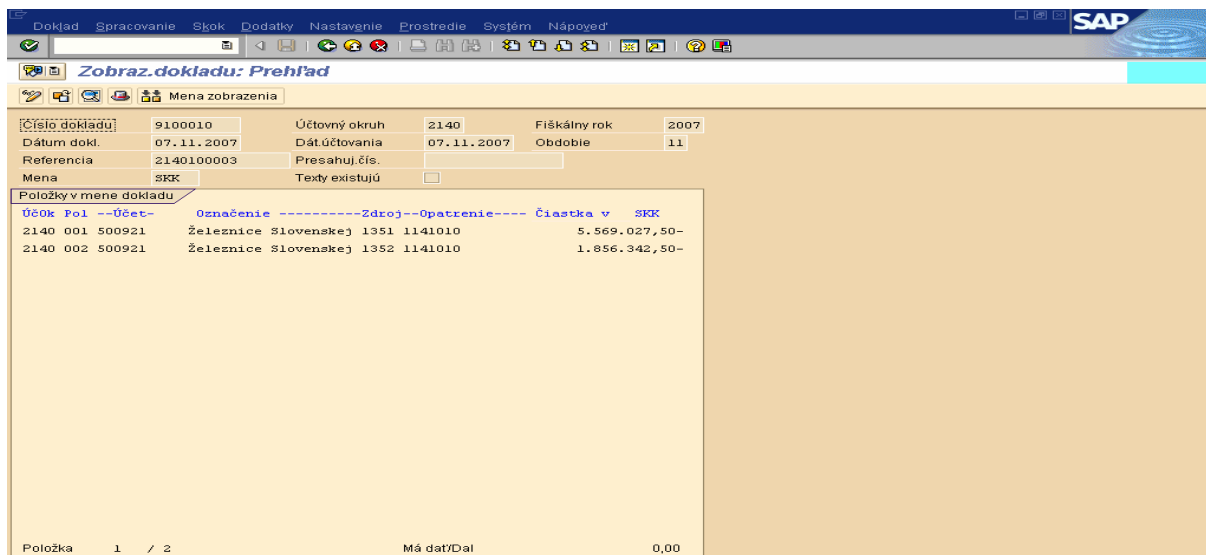 Doklad Spracovanie Skok Dodatky Nastavenie Prostredie Systém Nápoveď
SAP
Zobraz.dokladu: Prehľad
Mena zobrazenia
Číslo dokladu 9100010 Účtovný okruh 2140 Fiškálny rok 2007
Dátum dokl. 07.11.2007 Dát.účtovania 07.11.2007 Obdobie 11
Referencia 2140100003 Presahuj.čís.
Mena SKK Texty existujú
Položky v mene dokladu
ÚčOk Pol --Účet- Označenie ----------Zdroj--Opatrenie---- Čiastka v SKK
2140 001 500921 Železnice Slovenskej 1351 1141010 5.569.027,50-
2140 002 500921 Železnice Slovenskej 1352 1141010 1.856.342,50-
Položka 1 / 2 Má dať/Dal 0,00